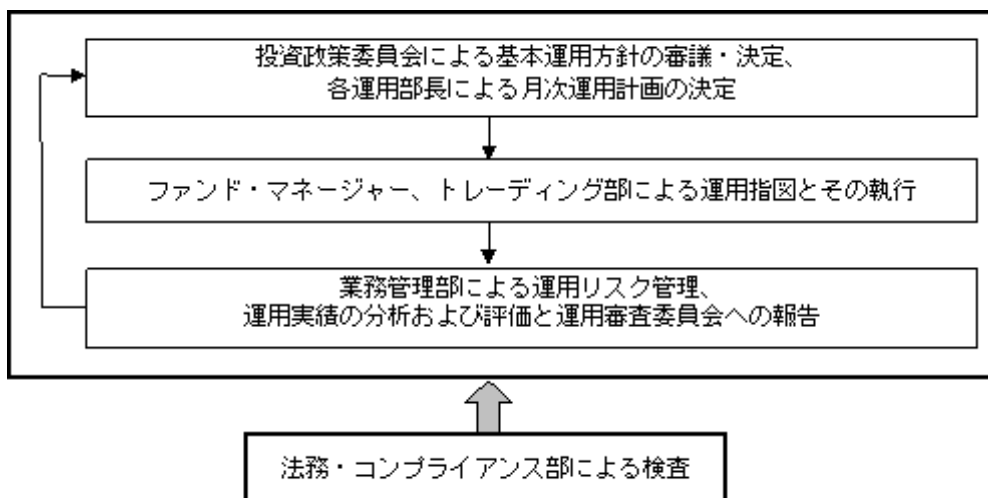 投資政策委員会による基本運用方針の審議・決定、
各運用部長による月次運用計画の決定
ファンド・マネージャー、トレーディング部による運用指図とその執行
業務管理部による運用リスク管理、
運用実績の分析および評価と運用審査委員会への報告
法務・コンプライアンス部による検査